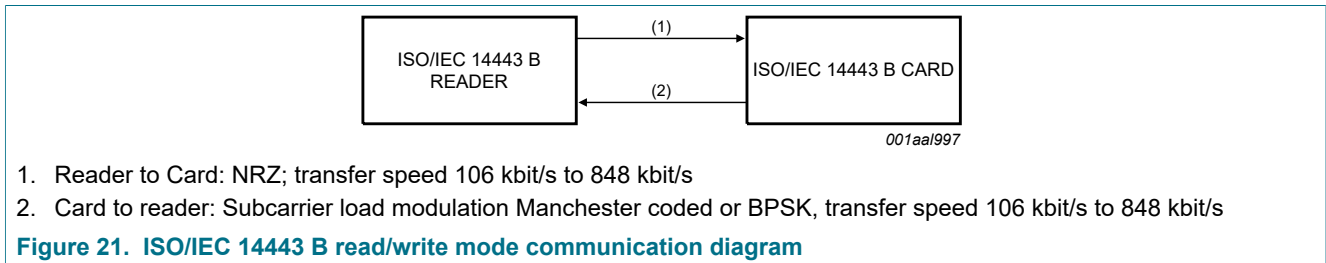 (1)
ISO/IEC 14443 B
READER
ISO/IEC 14443 B CARD
(2)
001aal997
1. Reader to Card: NRZ; transfer speed 106 kbit/s to 848 kbit/s
2. Card to reader: Subcarrier load modulation Manchester coded or BPSK, transfer speed 106 kbit/s to 848 kbit/s
Figure 21. ISO/IEC 14443 B read/write mode communication diagram